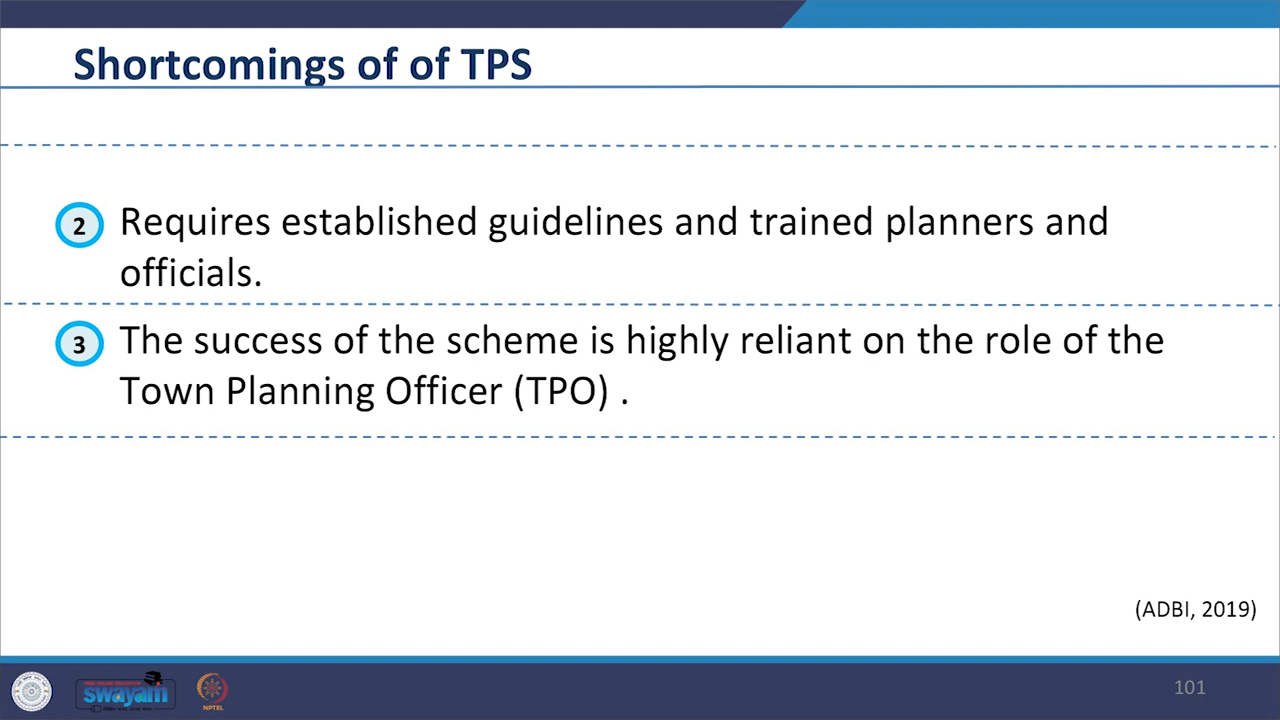 Shortcomings of of TPS
2 Requires established guidelines and trained planners and
officials.
3 The success of the scheme is highly reliant on the role of the
Town Planning Officer (TPO) .
(ADBI, 2019)
swayam
NPTEL
101